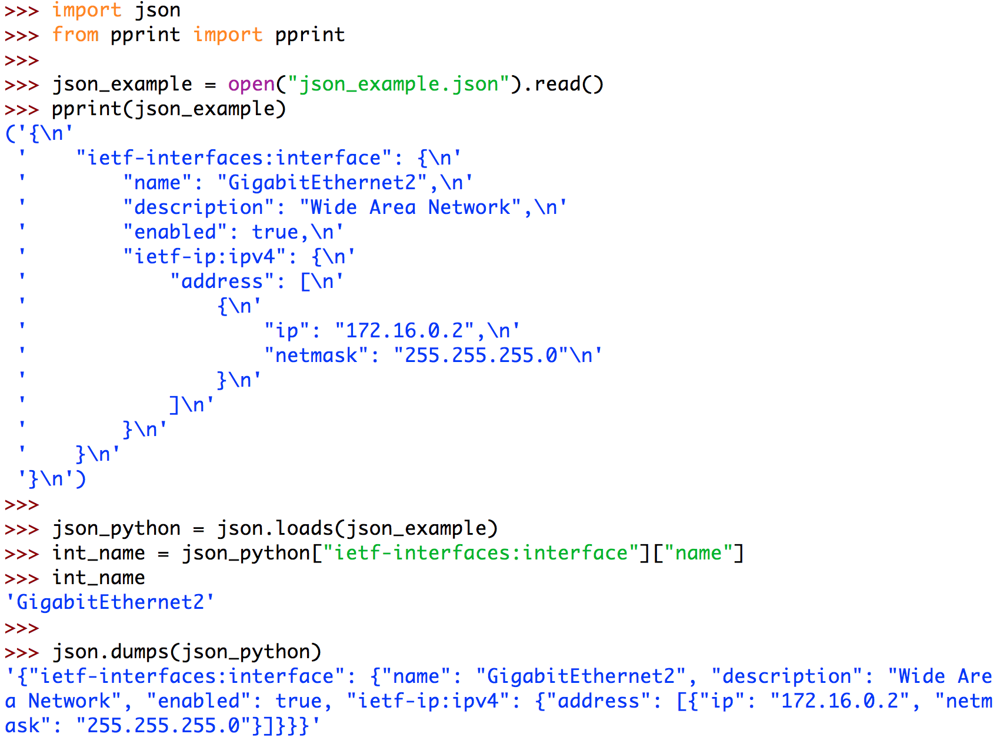 >>> import json
>>> from pprint import pprint
>>>
>>> json_example = open("json_example.json").read()
>>> pprint(json_example)
('{\n'
 '    "ietf-interfaces:interface": {\n'
 '        "name": "GigabitEthernet2",\n'
 '        "description": "Wide Area Network",\n'
 '        "enabled": true,\n'
 '        "ietf-ip:ipv4": {\n'
 '            "address": [\n'
 '                {\n'
 '                    "ip": "172.16.0.2",\n'
 '                    "netmask": "255.255.255.0"\n'
 '                }\n'
 '            ]\n'
 '        }\n'
 '    }\n'
 '}\n')
>>>
>>> json_python = json.loads(json_example)
>>> int_name = json_python["ietf-interfaces:interface"]["name"]
>>> int_name
'GigabitEthernet2'
>>>
>>> json.dumps(json_python)
'{"ietf-interfaces:interface": {"name": "GigabitEthernet2", "description": "Wide Are
a Network", "enabled": true, "ietf-ip:ipv4": {"address": [{"ip": "172.16.0.2", "netm
ask": "255.255.255.0"}]}}}'